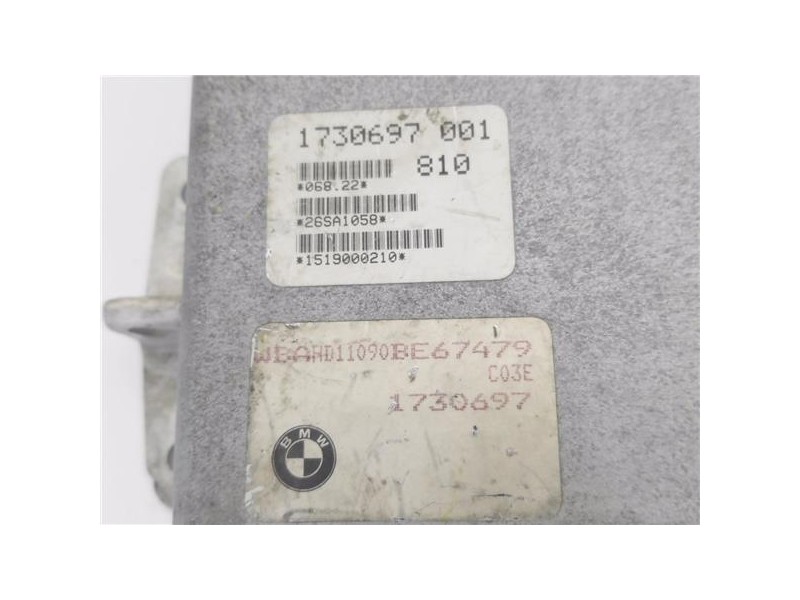 1730697 001
810
*068.22*
*26SA1058*
*1519000210*
WBAHD11090BE67479
C03E
1730697
BMW